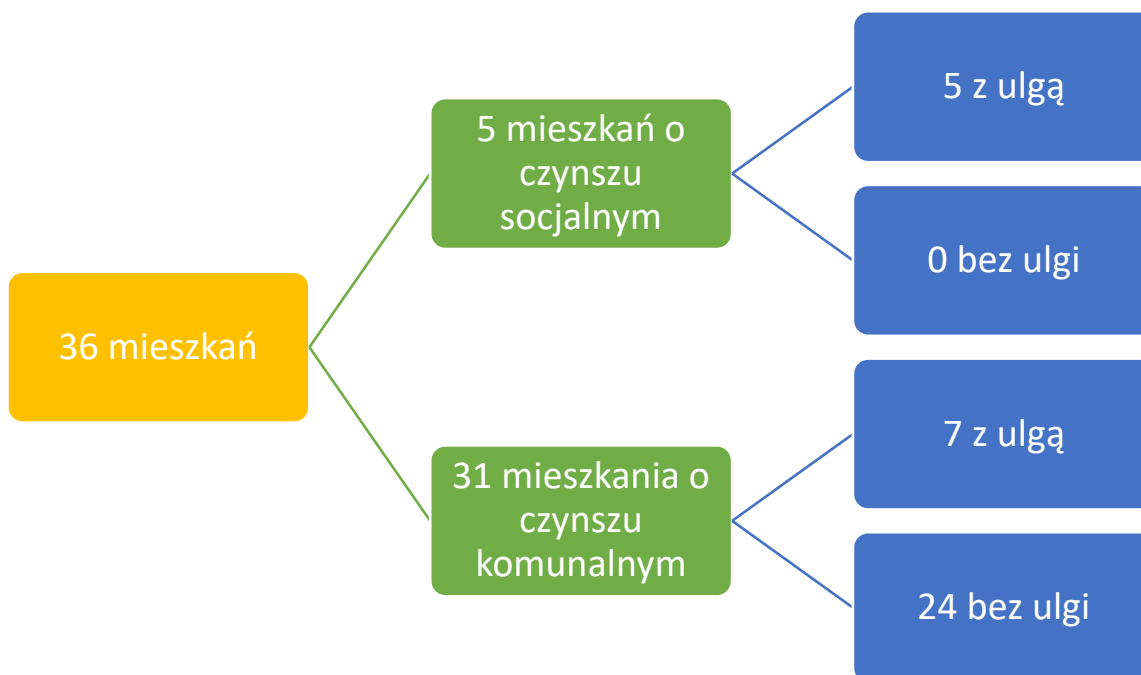 36 mieszkań
5 mieszkań o
czynszu
socjalnym
5 z ulgą
0 bez ulgi
31 mieszkania o
czynszu
komunalnym
7 z ulgą
24 bez ulgi